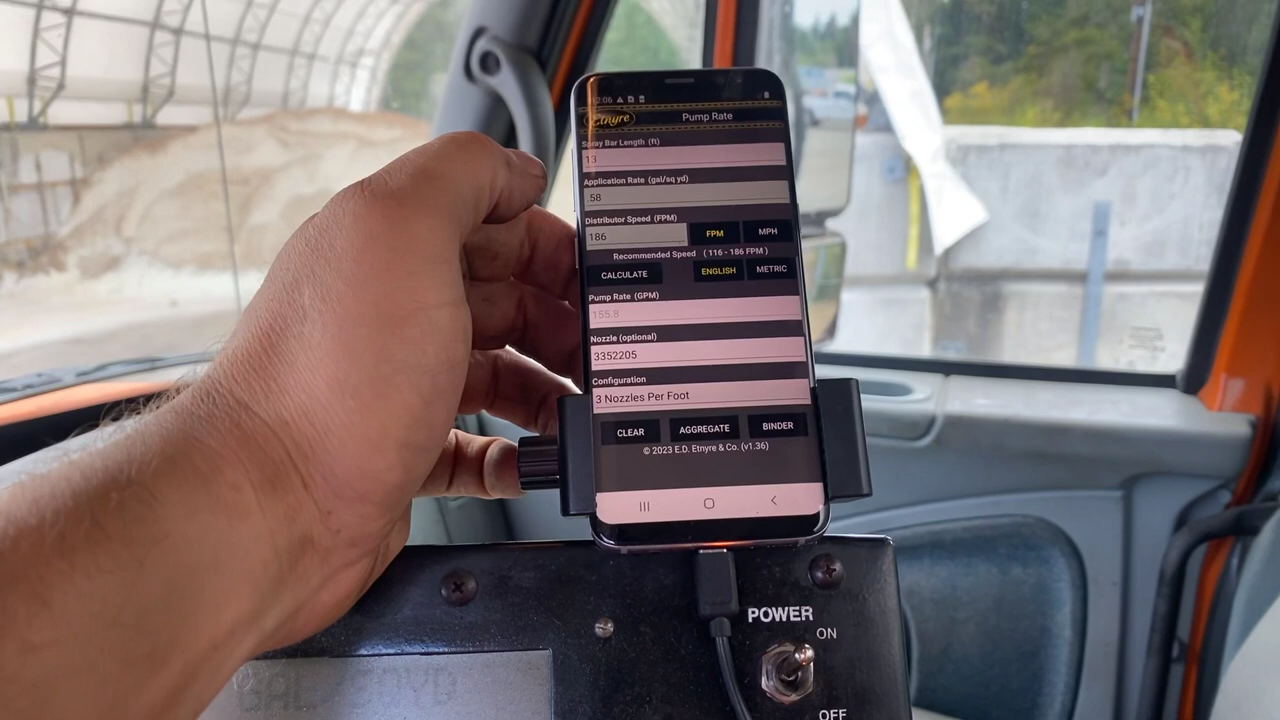 12:06
Etnyre
Pump Rate
Spray Bar Length (ft)
13
Application Rate (gal/sq yd)
.58
Distributor Speed (FPM)
186 FPM MPH
Recommended Speed (116 - 186 FPM)
CALCULATE ENGLISH METRIC
Pump Rate (GPM)
155.8
Nozzle (optional)
3352205
Configuration
3 Nozzles Per Foot
CLEAR AGGREGATE BINDER
© 2023 E.D. Etnyre & Co. (v1.36)
POWER
ON
OFF